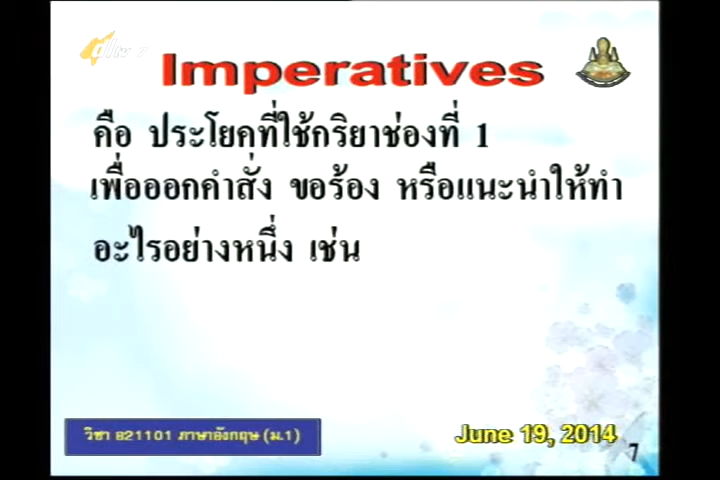 Imperatives
คือ ประโยคที่ใช้กริยาช่องที่ 1
เพื่อออกคำสั่ง ขอร้อง หรือแนะนำให้ทำ
อะไรอย่างหนึ่ง เช่น
วิชา อ21101 ภาษาอังกฤษ (ม.1)
June 19, 2014
7